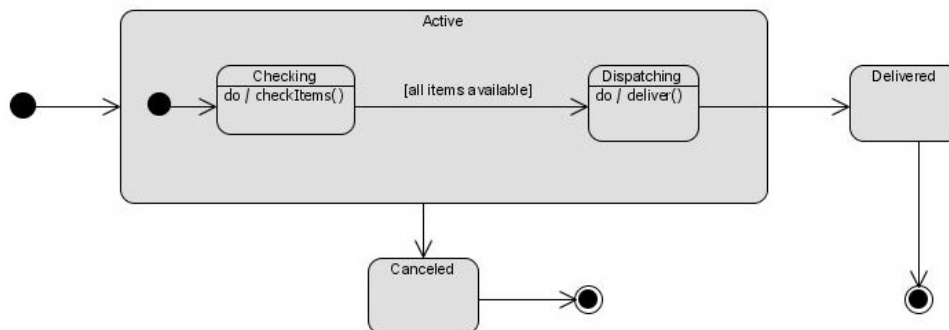 Active
Checking
do / checkItems()
[all items available]
Dispatching
do / deliver()
Delivered
Canceled